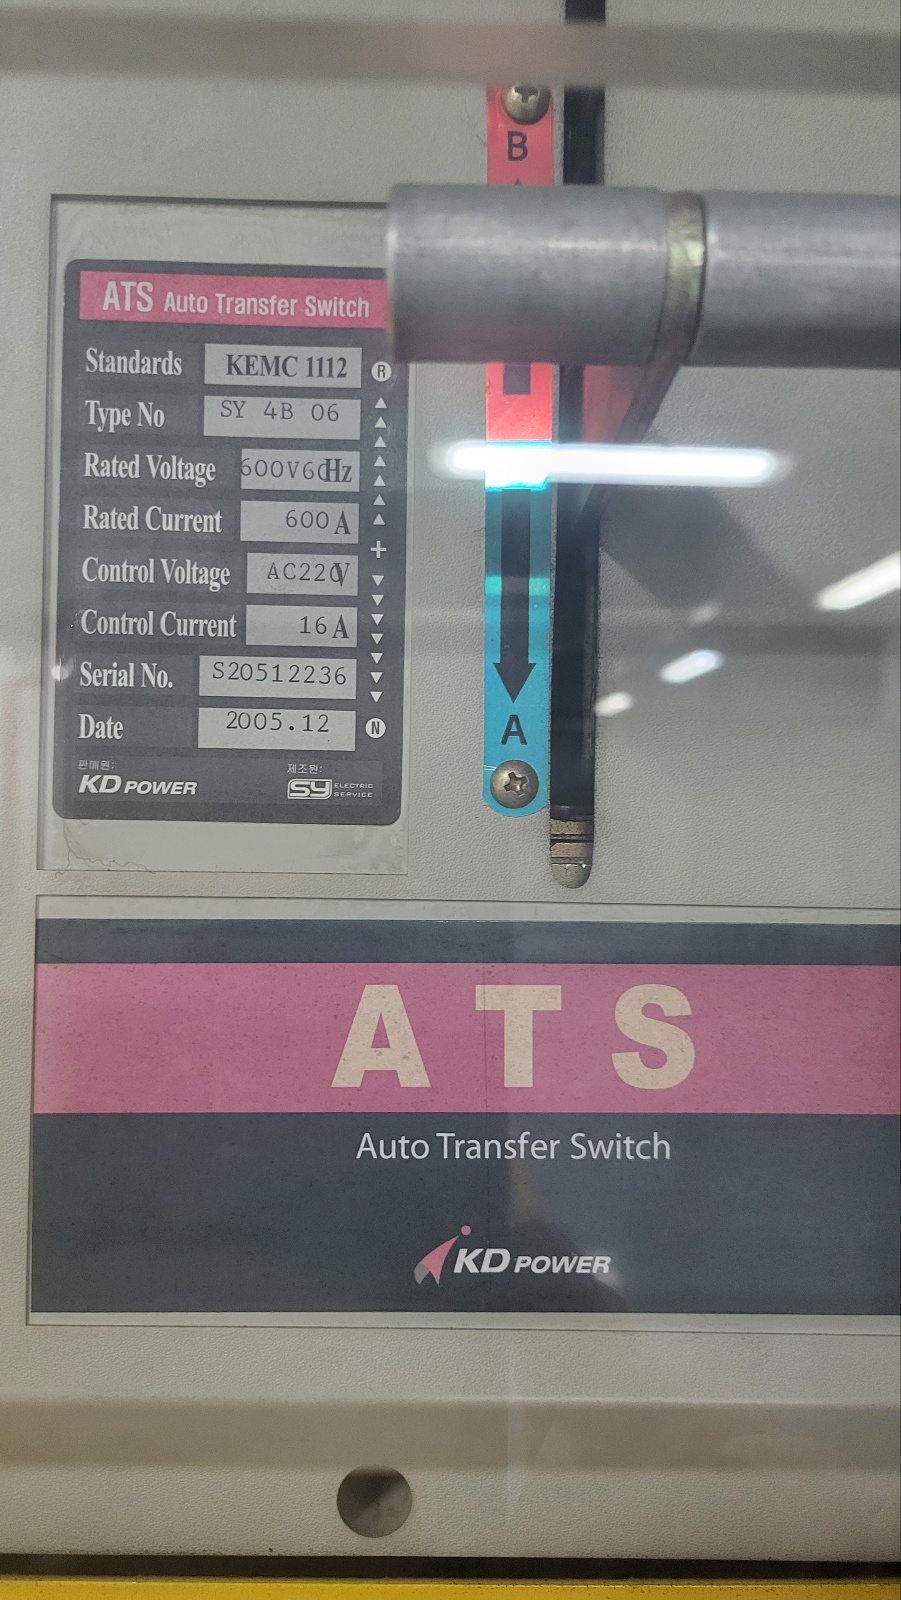 B
ATS Auto Transfer Switch
Standards KEMC 1112
R
Type No SY 4B 06
Rated Voltage 600V60Hz
Rated Current 600 A
Control Voltage AC220V
Control Current 16 A
Serial No. S20512236
Date 2005.12
N
판매원:
KD POWER
제조원:
SY ELECTRIC SERVICE
A
ATS
Auto Transfer Switch
KD POWER